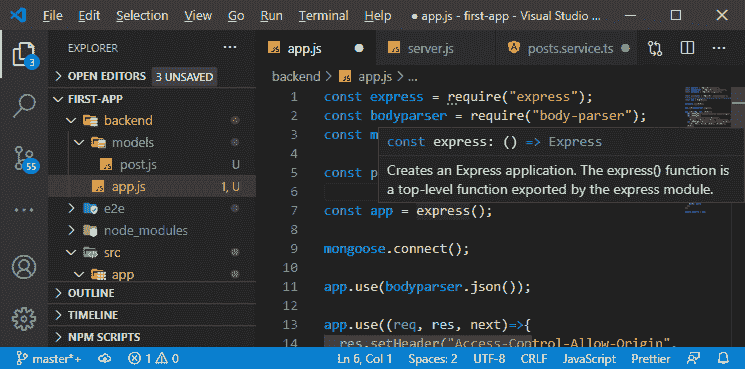 File Edit Selection View Go Run Terminal Help ● app.js - first-app - Visual Studio ...
EXPLORER ...
OPEN EDITORS 3 UNSAVED
FIRST-APP
backend
models
post.js U
app.js 1, U
e2e
node_modules
src
app
OUTLINE
TIMELINE
NPM SCRIPTS
3
55
app.js ●
server.js
posts.service.ts ●
backend > app.js > ...
1 const express = require("express");
2 const bodyparser = require("body-parser");
3 const m
4
5 const p
6
7 const app = express();
8
9 mongoose.connect();
10
11 app.use(bodyparser.json());
12
13 app.use((req, res, next)=>{
14 res.setHeader("Access-Control-Allow-Origin",
const express: () => Express
Creates an Express application. The express() function is
a top-level function exported by the express module.
master*+ 1 0 Ln 6, Col 1 Spaces: 2 UTF-8 CRLF JavaScript Prettier